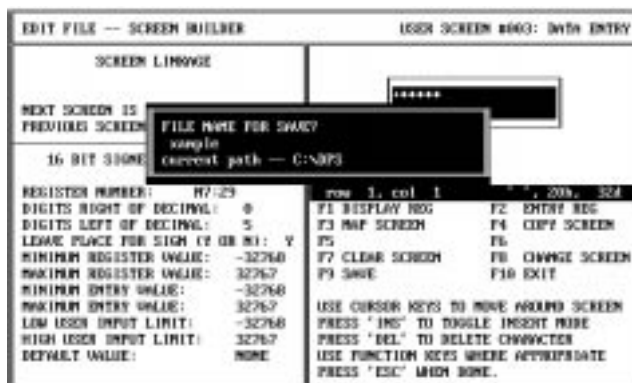 EDIT FILE -- SCREEN BUILDER
USER SCREEN #003: DATA ENTRY
SCREEN LINKAGE
NEXT SCREEN IS
PREVIOUS SCREEN
******
FILE NAME FOR SAVE?
xample
current path -- C:\DPS
16 BIT SIGNE
REGISTER NUMBER: N7:29
DIGITS RIGHT OF DECIMAL: 0
DIGITS LEFT OF DECIMAL: 5
LEAVE PLACE FOR SIGN (Y OR N): Y
MINIMUM REGISTER VALUE: -32768
MAXIMUM REGISTER VALUE: 32767
MINIMUM ENTRY VALUE: -32768
MAXIMUM ENTRY VALUE: 32767
LOW USER INPUT LIMIT: -32768
HIGH USER INPUT LIMIT: 32767
DEFAULT VALUE: NONE
row 1, col 1 ' ', 20h, 32d
F1 DISPLAY REG F2 ENTRY REG
F3 MAP SCREEN F4 COPY SCREEN
F5 F6
F7 CLEAR SCREEN F8 CHANGE SCREEN
F9 SAVE F10 EXIT
USE CURSOR KEYS TO MOVE AROUND SCREEN
PRESS 'INS' TO TOGGLE INSERT MODE
PRESS 'DEL' TO DELETE CHARACTER
USE FUNCTION KEYS WHERE APPROPRIATE
PRESS 'ESC' WHEN DONE.